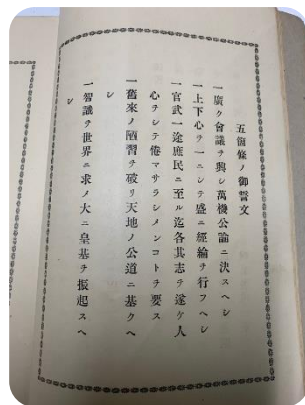 五箇條ノ御誓文
一廣ク會議ヲ興シ萬機公論ニ決スヘシ
一上下心ヲ一ニシテ盛ニ經綸ヲ行フヘシ
一官武一途庶民ニ至ル迄各其志ヲ遂ケ人
心ヲシテ倦マサラシメンコトヲ要ス
一舊來ノ陋習ヲ破リ天地ノ公道ニ基クヘ
シ
一智識ヲ世界ニ求メ大ニ皇基ヲ振起スヘ
シ